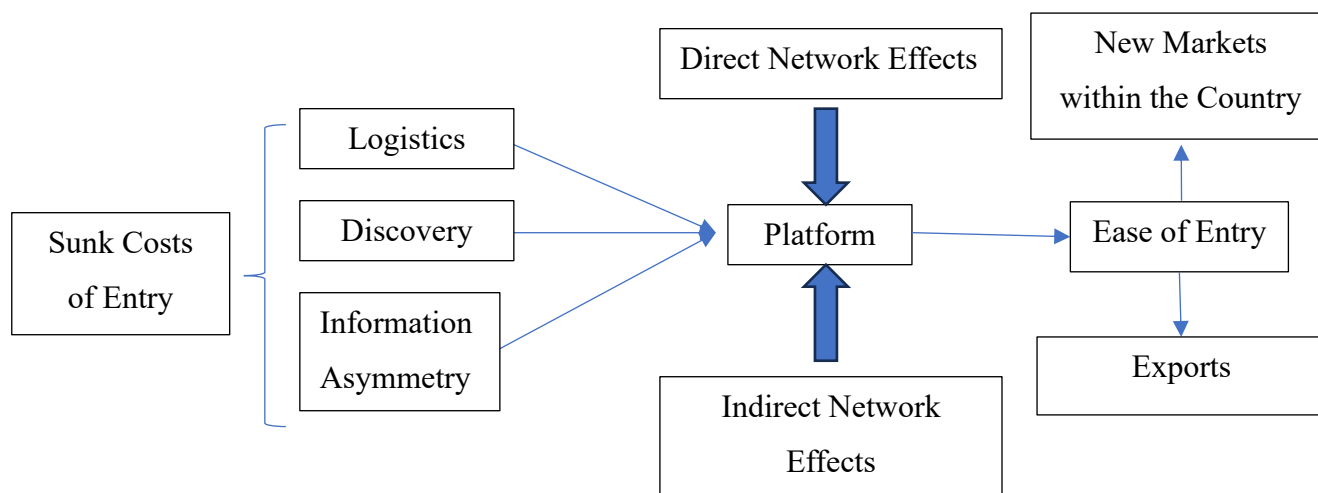 Sunk Costs
of Entry
Logistics
Discovery
Information
Asymmetry
Direct Network Effects
Platform
Indirect Network
Effects
New Markets
within the Country
Ease of Entry
Exports